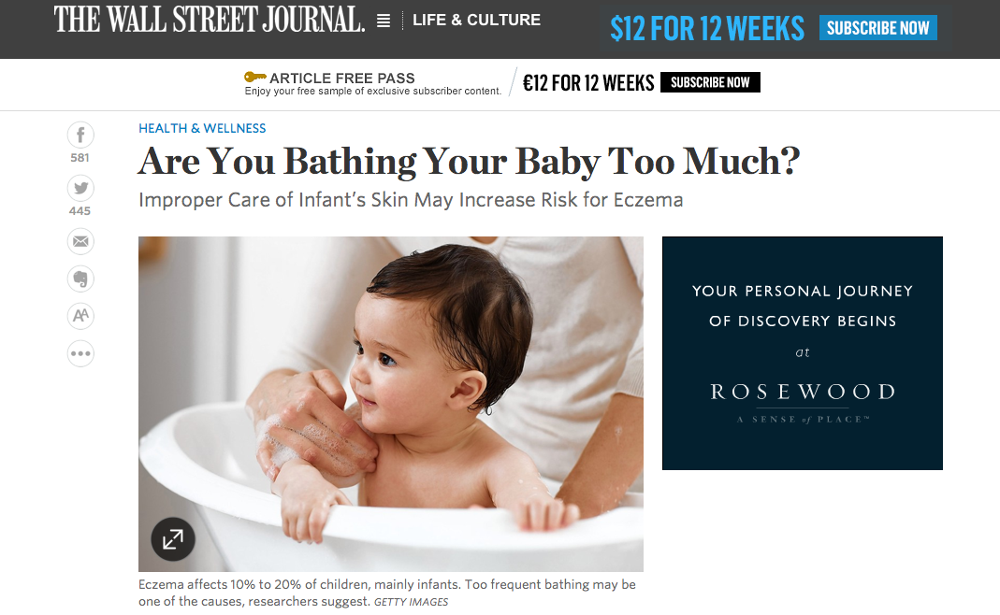 THE WALL STREET JOURNAL.
LIFE & CULTURE
$12 FOR 12 WEEKS
SUBSCRIBE NOW
ARTICLE FREE PASS
Enjoy your free sample of exclusive subscriber content.
€12 FOR 12 WEEKS
SUBSCRIBE NOW
HEALTH & WELLNESS
Are You Bathing Your Baby Too Much?
Improper Care of Infant's Skin May Increase Risk for Eczema
581
445
AA
YOUR PERSONAL JOURNEY
OF DISCOVERY BEGINS
at
ROSEWOOD
A SENSE of PLACE™
Eczema affects 10% to 20% of children, mainly infants. Too frequent bathing may be
one of the causes, researchers suggest. GETTY IMAGES